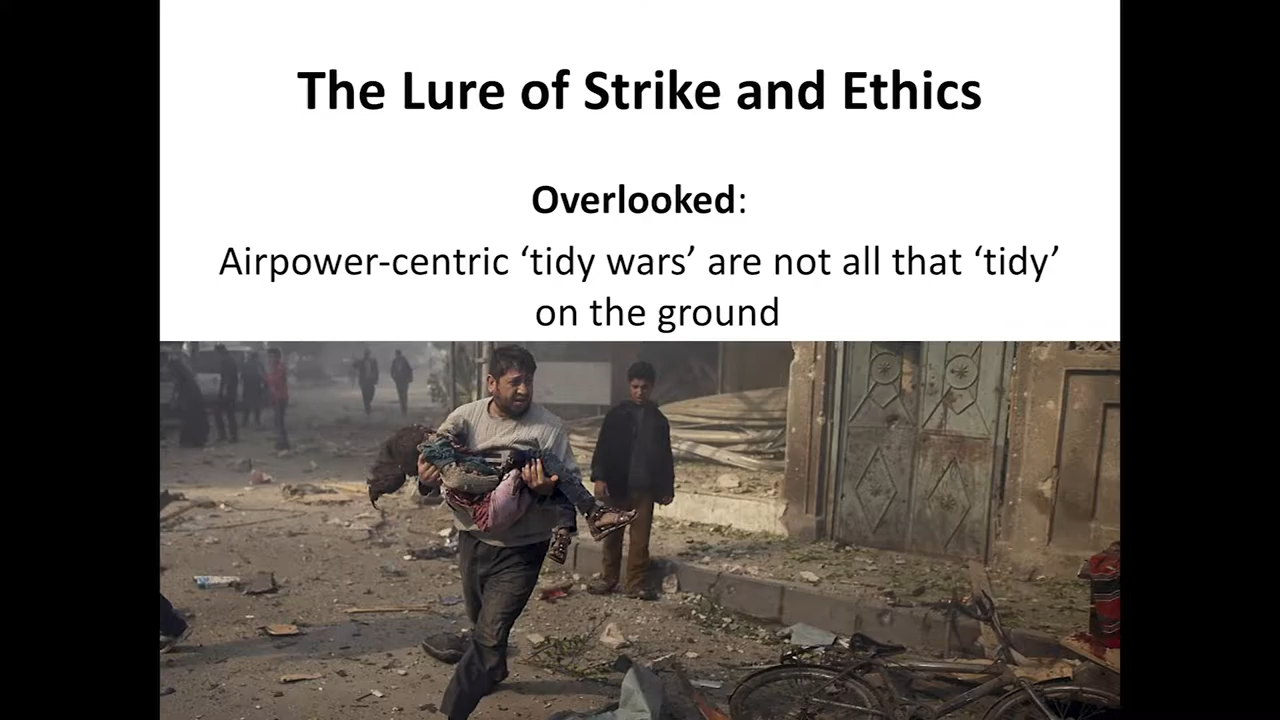 The Lure of Strike and Ethics
Overlooked:
Airpower-centric ‘tidy wars’ are not all that ‘tidy’
on the ground